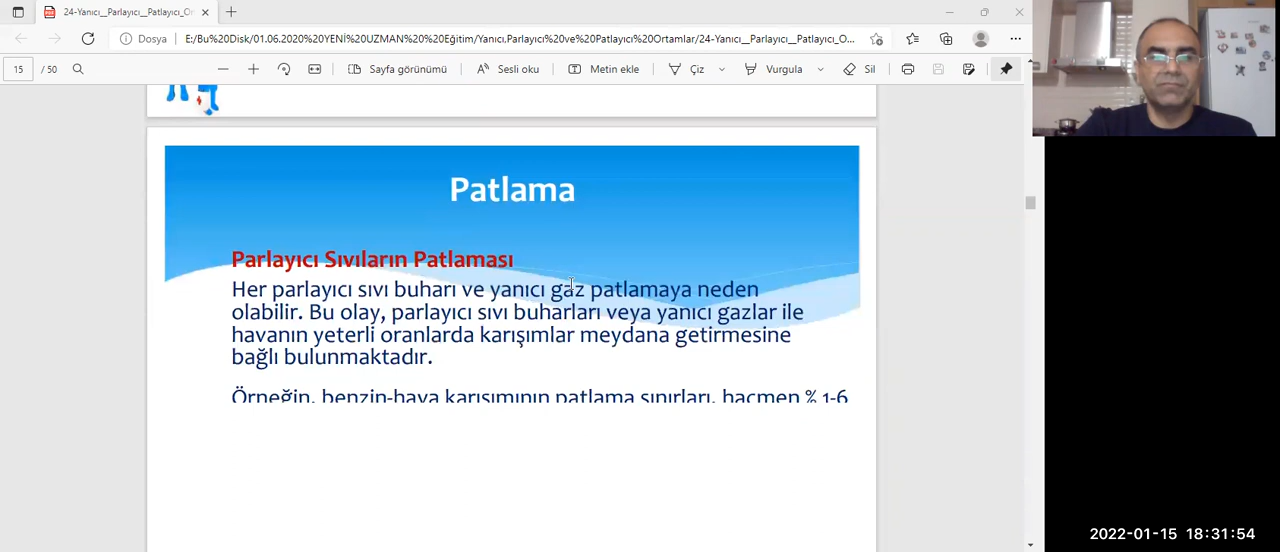 24-Yanıcı__Parlayıcı__Patlayıcı_Or
Dosya
E:/Bu%20Disk/01.06.2020%20YENİ%20UZMAN%20%20Eğitim/Yanıcı.Parlayıcı%20ve%20Patlayıcı%20Ortamlar/24-Yanıcı__Parlayıcı__Patlayıcı_O...
15 / 50
Sayfa görünümü
Sesli oku
Metin ekle
Çiz
Vurgula
Sil
Patlama
Parlayıcı Sıvıların Patlaması
Her parlayıcı sıvı buharı ve yanıcı gaz patlamaya neden
olabilir. Bu olay, parlayıcı sıvı buharları veya yanıcı gazlar ile
havanın yeterli oranlarda karışımlar meydana getirmesine
bağlı bulunmaktadır.
Örneğin, benzin-hava karışımının patlama sınırları, hacmen % 1-6
2022-01-15 18:31:54